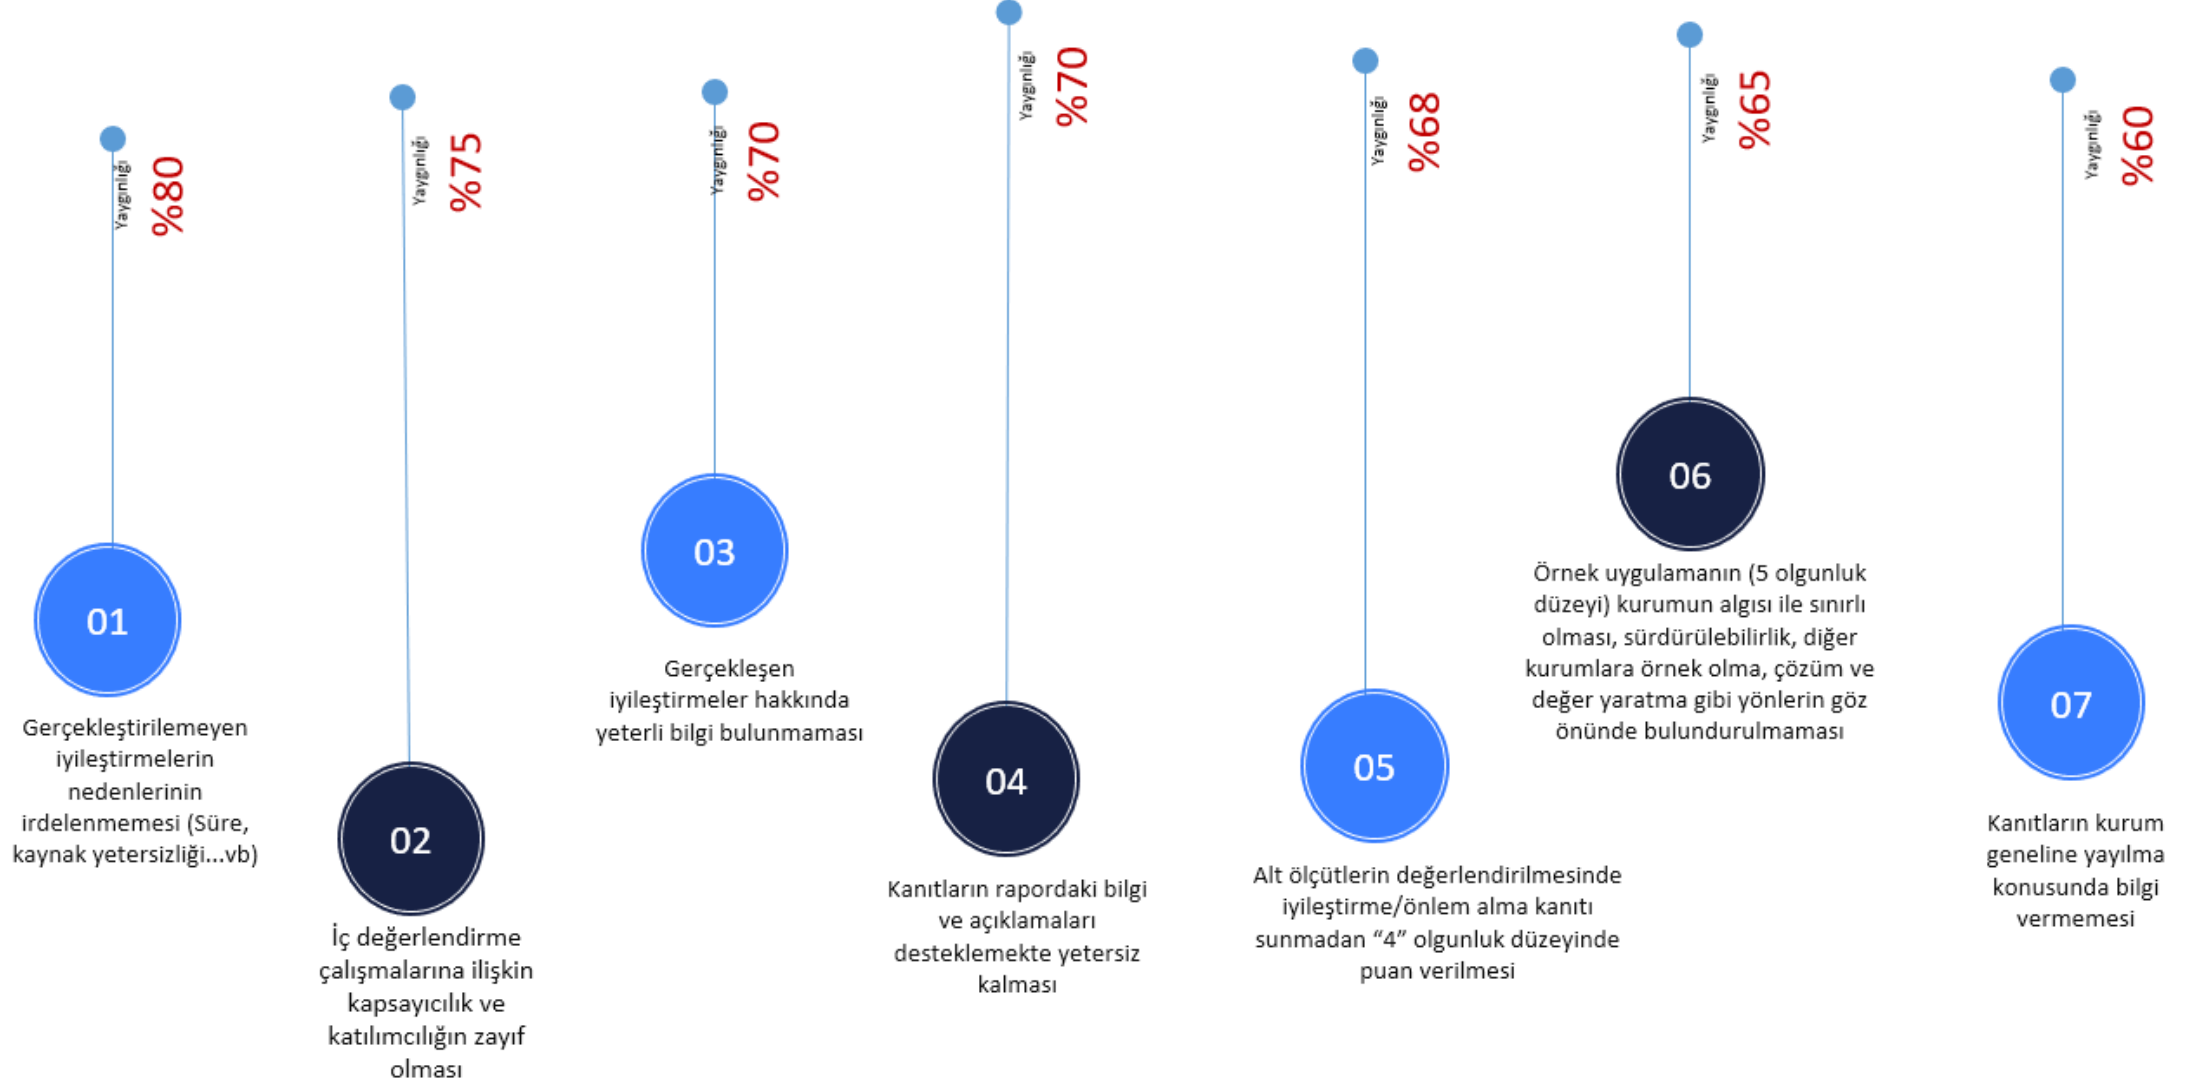 Yaygınlığı
%80
01
Gerçekleştirilemeyen
iyileştirmelerin
nedenlerinin
irdelenmemesi (Süre,
kaynak yetersizliği...vb)
Yaygınlığı
%75
02
İç değerlendirme
çalışmalarına ilişkin
kapsayıcılık ve
katılımcılığın zayıf
olması
Yaygınlığı
%70
03
Gerçekleşen
iyileştirmeler hakkında
yeterli bilgi bulunmaması
Yaygınlığı
%70
04
Kanıtların rapordaki bilgi
ve açıklamaları
desteklemekte yetersiz
kalması
Yaygınlığı
%68
05
Alt ölçütlerin değerlendirilmesinde
iyileştirme/önlem alma kanıtı
sunmadan “4” olgunluk düzeyinde
puan verilmesi
Yaygınlığı
%65
06
Örnek uygulamanın (5 olgunluk
düzeyi) kurumun algısı ile sınırlı
olması, sürdürülebilirlik, diğer
kurumlara örnek olma, çözüm ve
değer yaratma gibi yönlerin göz
önünde bulundurulmaması
Yaygınlığı
%60
07
Kanıtların kurum
geneline yayılma
konusunda bilgi
vermemesi